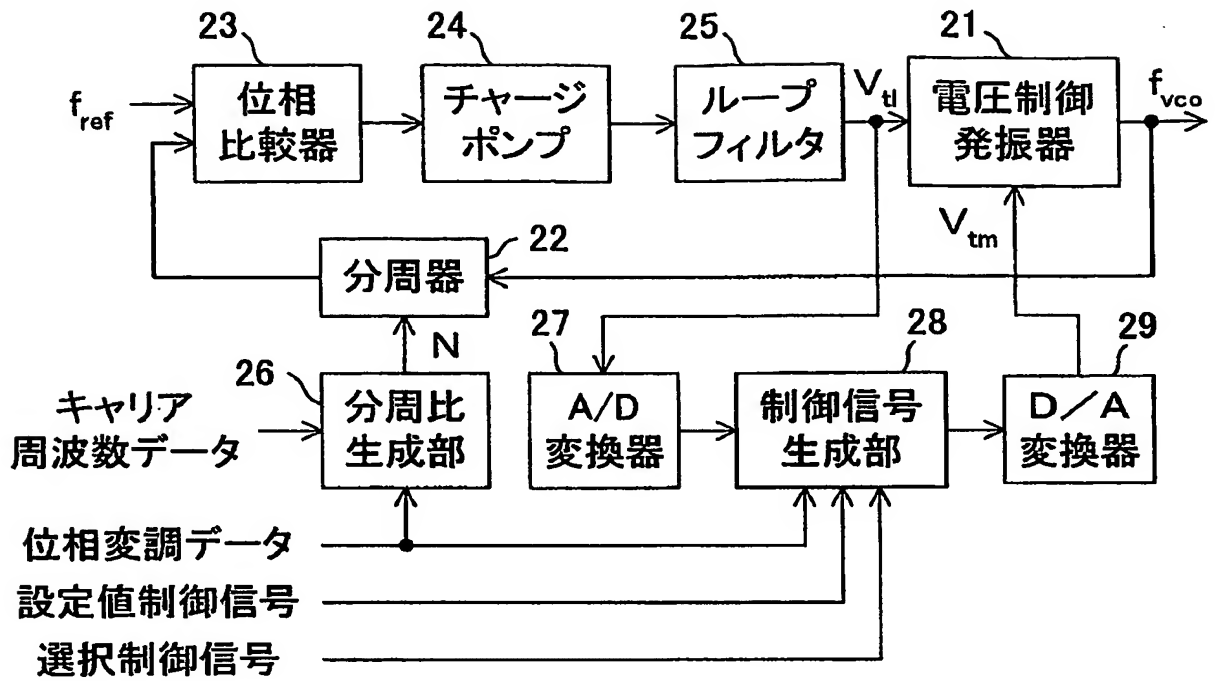 23
24
25
21
f_ref
位相
比較器
チャージ
ポンプ
ループ
フィルタ
V_tl
電圧制御
発振器
f_vco
22
分周器
V_tm
N
26
27
28
29
キャリア
周波数データ
分周比
生成部
A/D
変換器
制御信号
生成部
D/A
変換器
位相変調データ
設定値制御信号
選択制御信号